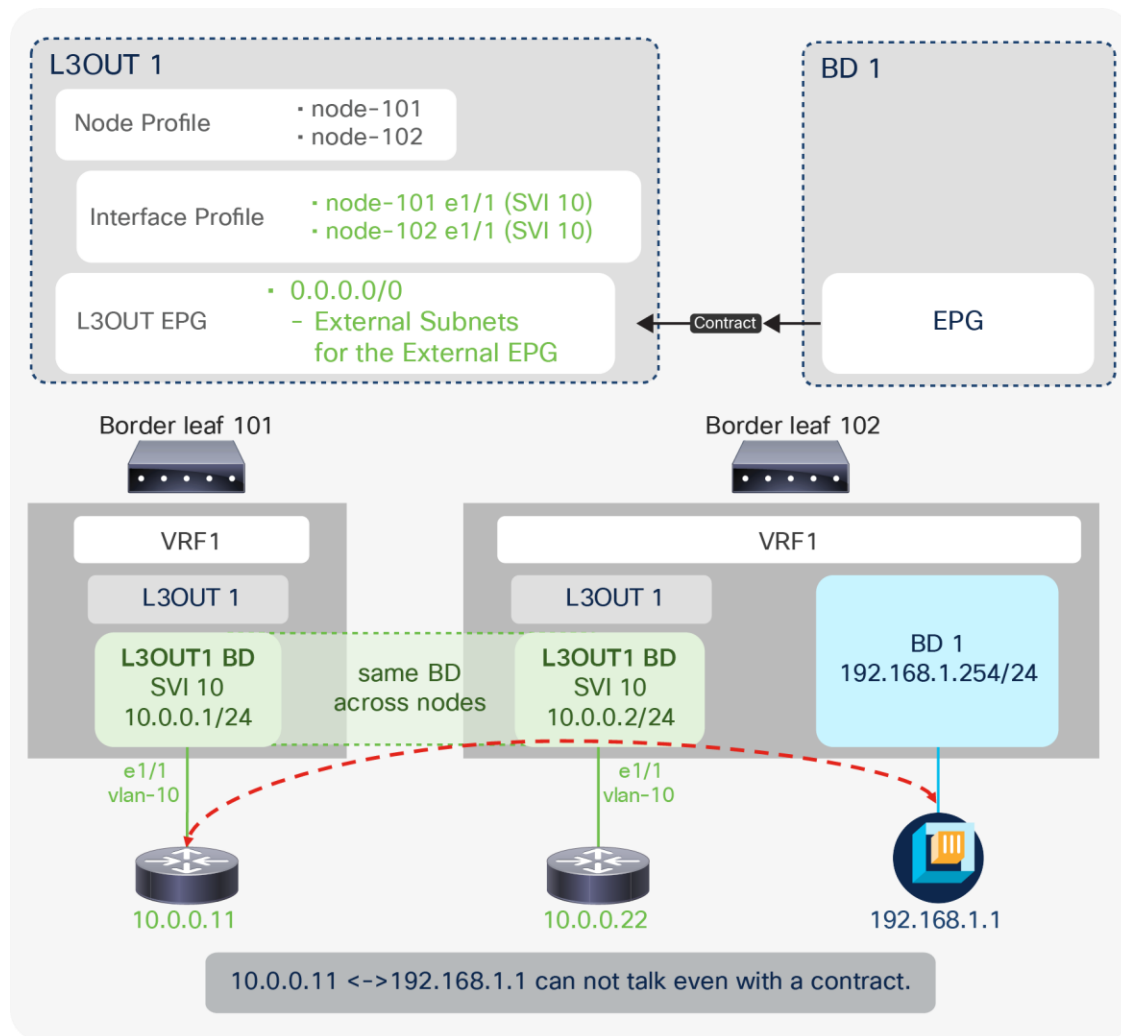 L3OUT 1
Node Profile
· node-101
· node-102
Interface Profile
· node-101 e1/1 (SVI 10)
· node-102 e1/1 (SVI 10)
L3OUT EPG
· 0.0.0.0/0
- External Subnets
for the External EPG
Contract
BD 1
EPG
Border leaf 101
Border leaf 102
VRF1
L3OUT 1
L3OUT1 BD
SVI 10
10.0.0.1/24
same BD
across nodes
VRF1
L3OUT 1
L3OUT1 BD
SVI 10
10.0.0.2/24
BD 1
192.168.1.254/24
e1/1
vlan-10
e1/1
vlan-10
10.0.0.11
10.0.0.22
192.168.1.1
10.0.0.11 <->192.168.1.1 can not talk even with a contract.